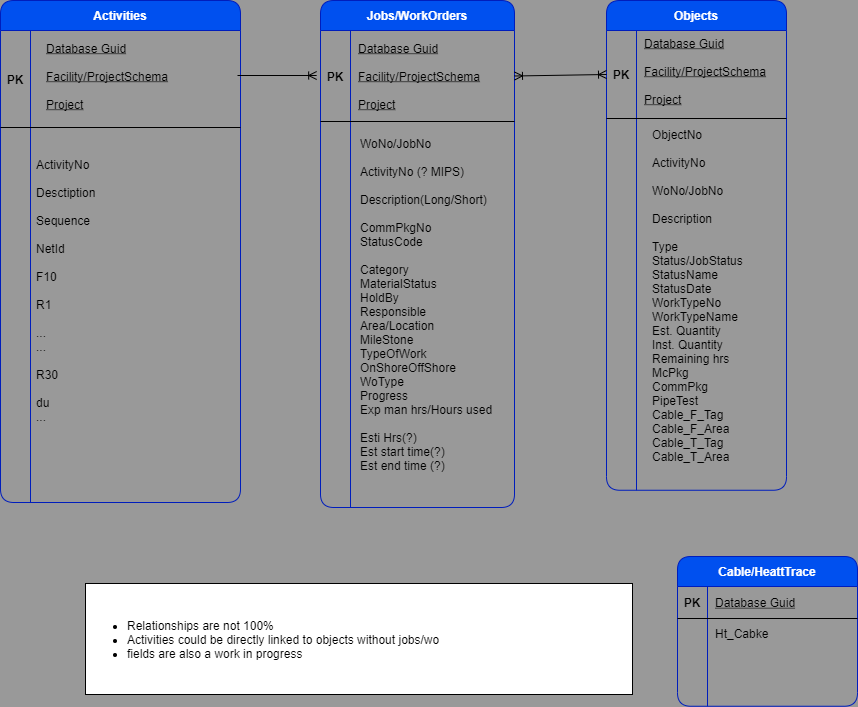 Activities
PK
Database Guid
Facility/ProjectSchema
Project
ActivityNo
Desctiption
Sequence
NetId
F10
R1
...
...
R30
du
...
Jobs/WorkOrders
PK
Database Guid
Facility/ProjectSchema
Project
WoNo/JobNo
ActivityNo (? MIPS)
Description(Long/Short)
CommPkgNo
StatusCode
Category
MaterialStatus
HoldBy
Responsible
Area/Location
MileStone
TypeOfWork
OnShoreOffShore
WoType
Progress
Exp man hrs/Hours used
Esti Hrs(?)
Est start time(?)
Est end time (?)
Objects
PK
Database Guid
Facility/ProjectSchema
Project
ObjectNo
ActivityNo
WoNo/JobNo
Description
Type
Status/JobStatus
StatusName
StatusDate
WorkTypeNo
WorkTypeName
Est. Quantity
Inst. Quantity
Remaining hrs
McPkg
CommPkg
PipeTest
Cable_F_Tag
Cable_F_Area
Cable_T_Tag
Cable_T_Area
• Relationships are not 100%
• Activities could be directly linked to objects without jobs/wo
• fields are also a work in progress
Cable/HeattTrace
PK
Database Guid
Ht_Cabke